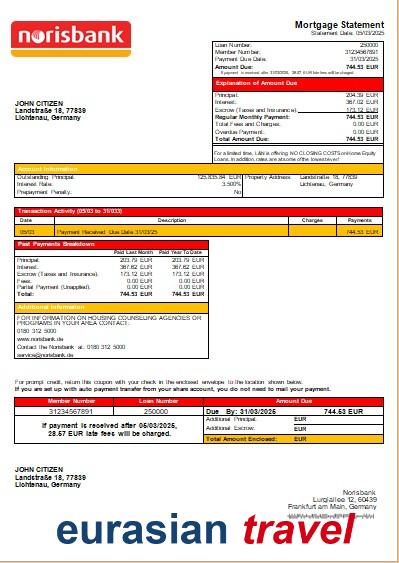 norisbank
Mortgage Statement
Statement Date: 05/03/2025
Loan Number: 250000
Member Number: 31234567891
Payment Due Date: 31/03/2025
Amount Due: 744.53 EUR
If payment is received after 31/03/2025, 28.57 EUR late fee will be charged.
JOHN CITIZEN
Landstraße 18, 77839
Lichtenau, Germany
Explanation of Amount Due
Principal: 204.39 EUR
Interest: 367.02 EUR
Escrow (Taxes and Insurance): 173.12 EUR
Regular Monthly Payment: 744.53 EUR
Total Fees and Charges: 0.00 EUR
Overdue Payment: 0.00 EUR
Total Amount Due: 744.53 EUR
For a limited time, L&N is offering NO CLOSING COSTS on Home Equity
Loans. In addition, rates are at some of the lowest ever!
Account Information
Outstanding Principal: 125,835.84 EUR
Interest Rate: 3.500%
Prepayment Penalty: No
Property Address: Landstraße 18, 77839
Lichtenau, Germany
Transaction Activity (05/03 to 31/033)
Date Description Charges Payments
05/03 Payment Received Due Date 31/03/25 744.53 EUR
Past Payments Breakdown
Paid Last Month Paid Year To Date
Principal: 203.79 EUR 203.79 EUR
Interest: 367.62 EUR 367.62 EUR
Escrow (Taxes and Insurance): 173.12 EUR 173.12 EUR
Fees: 0.00 EUR 0.00 EUR
Partial Payment (Unapplied): 0.00 EUR 0.00 EUR
Total: 744.53 EUR 744.53 EUR
Additional Information
FOR INFORMATION ON HOUSING COUNSELING AGENCIES OR
PROGRAMS IN YOUR AREA CONTACT:
0180 312 5000
www.norisbank.de
Contact the Norisbank at: 0180 312 5000
service@norisbank.de
For prompt credit, return this coupon with your check in the enclosed envelope to the location shown below.
If you are set up with auto payment transfer from your share account, you do not need to mail your payment.
Member Number Loan Number Amount Due
31234567891 250000 Due By: 31/03/2025 744.53 EUR
If payment is received after 05/03/2025,
28.57 EUR late fees will be charged.
Additional Principal: EUR
Additional Escrow: EUR
Total Amount Enclosed: EUR
JOHN CITIZEN
Landstraße 18, 77839
Lichtenau, Germany
Norisbank
Lurgiallee 12, 60439
Frankfurt am Main, Germany
eurasian travel